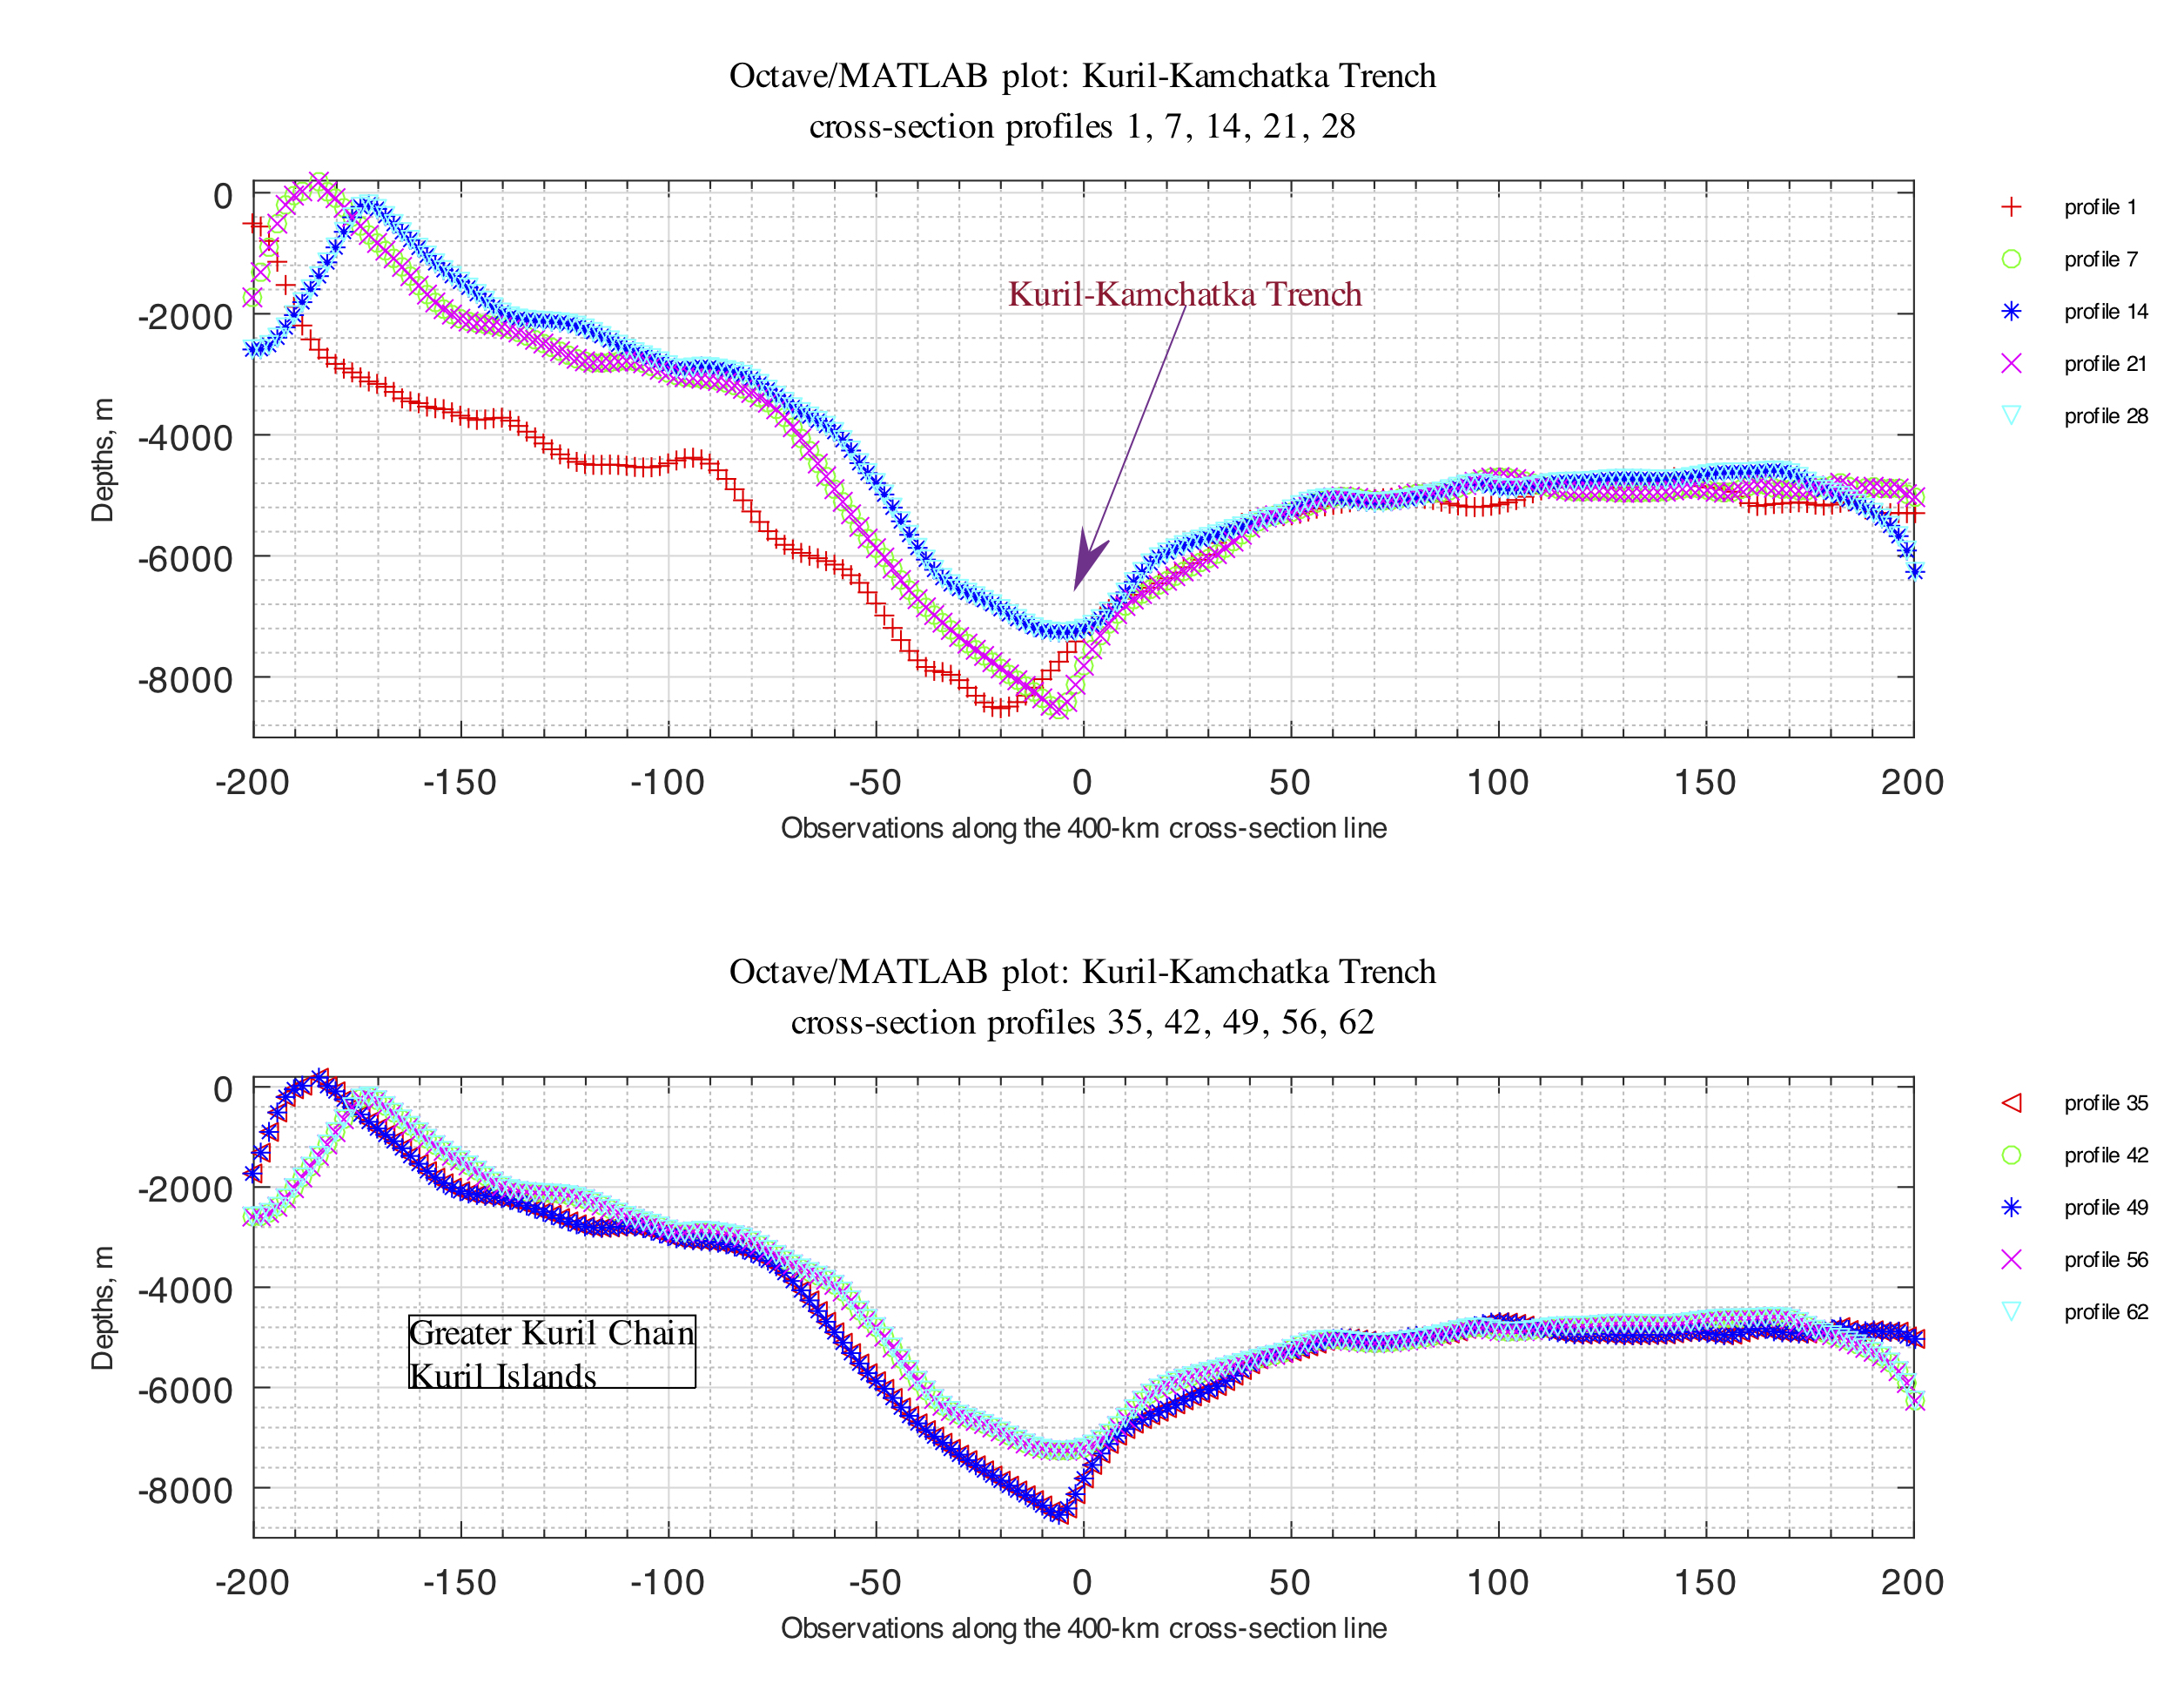 Octave/MATLAB plot: Kuril-Kamchatka Trench
cross-section profiles 1, 7, 14, 21, 28
0
-2000
-4000
-6000
-8000
Depths, m
Kuril-Kamchatka Trench
-200
-150
-100
-50
0
50
100
150
200
Observations along the 400-km cross-section line
profile 1
profile 7
profile 14
profile 21
profile 28
Octave/MATLAB plot: Kuril-Kamchatka Trench
cross-section profiles 35, 42, 49, 56, 62
0
-2000
-4000
-6000
-8000
Depths, m
Greater Kuril Chain
Kuril Islands
-200
-150
-100
-50
0
50
100
150
200
Observations along the 400-km cross-section line
profile 35
profile 42
profile 49
profile 56
profile 62